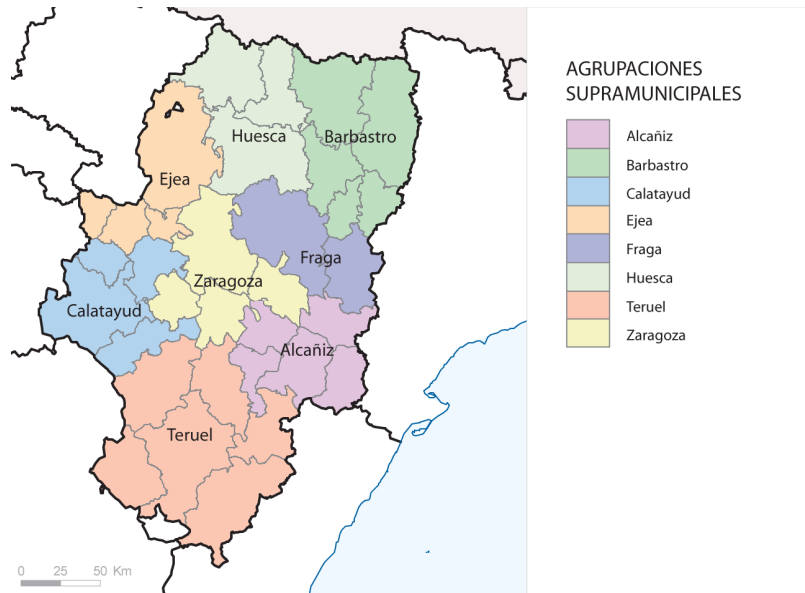 Huesca
Barbastro
Ejea
Fraga
Zaragoza
Calatayud
Alcañiz
Teruel
0 25 50 Km
AGRUPACIONES
SUPRAMUNICIPALES
Alcañiz
Barbastro
Calatayud
Ejea
Fraga
Huesca
Teruel
Zaragoza